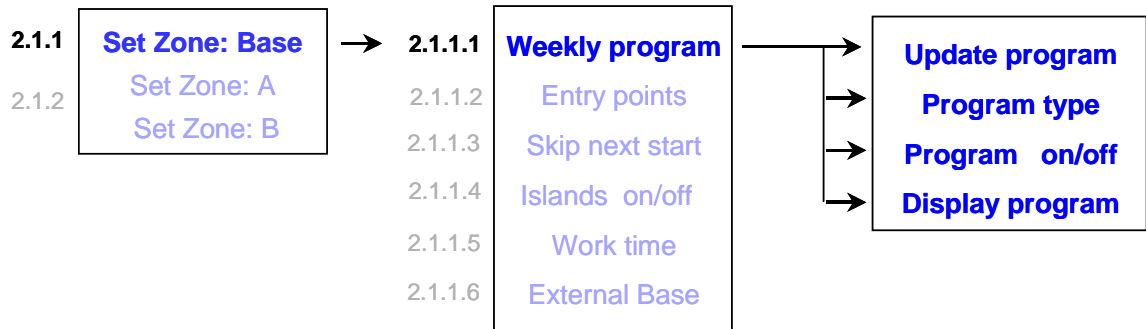 2.1.1 Set Zone: Base
2.1.2 Set Zone: A
Set Zone: B
2.1.1.1 Weekly program
2.1.1.2 Entry points
2.1.1.3 Skip next start
2.1.1.4 Islands on/off
2.1.1.5 Work time
2.1.1.6 External Base
Update program
Program type
Program on/off
Display program